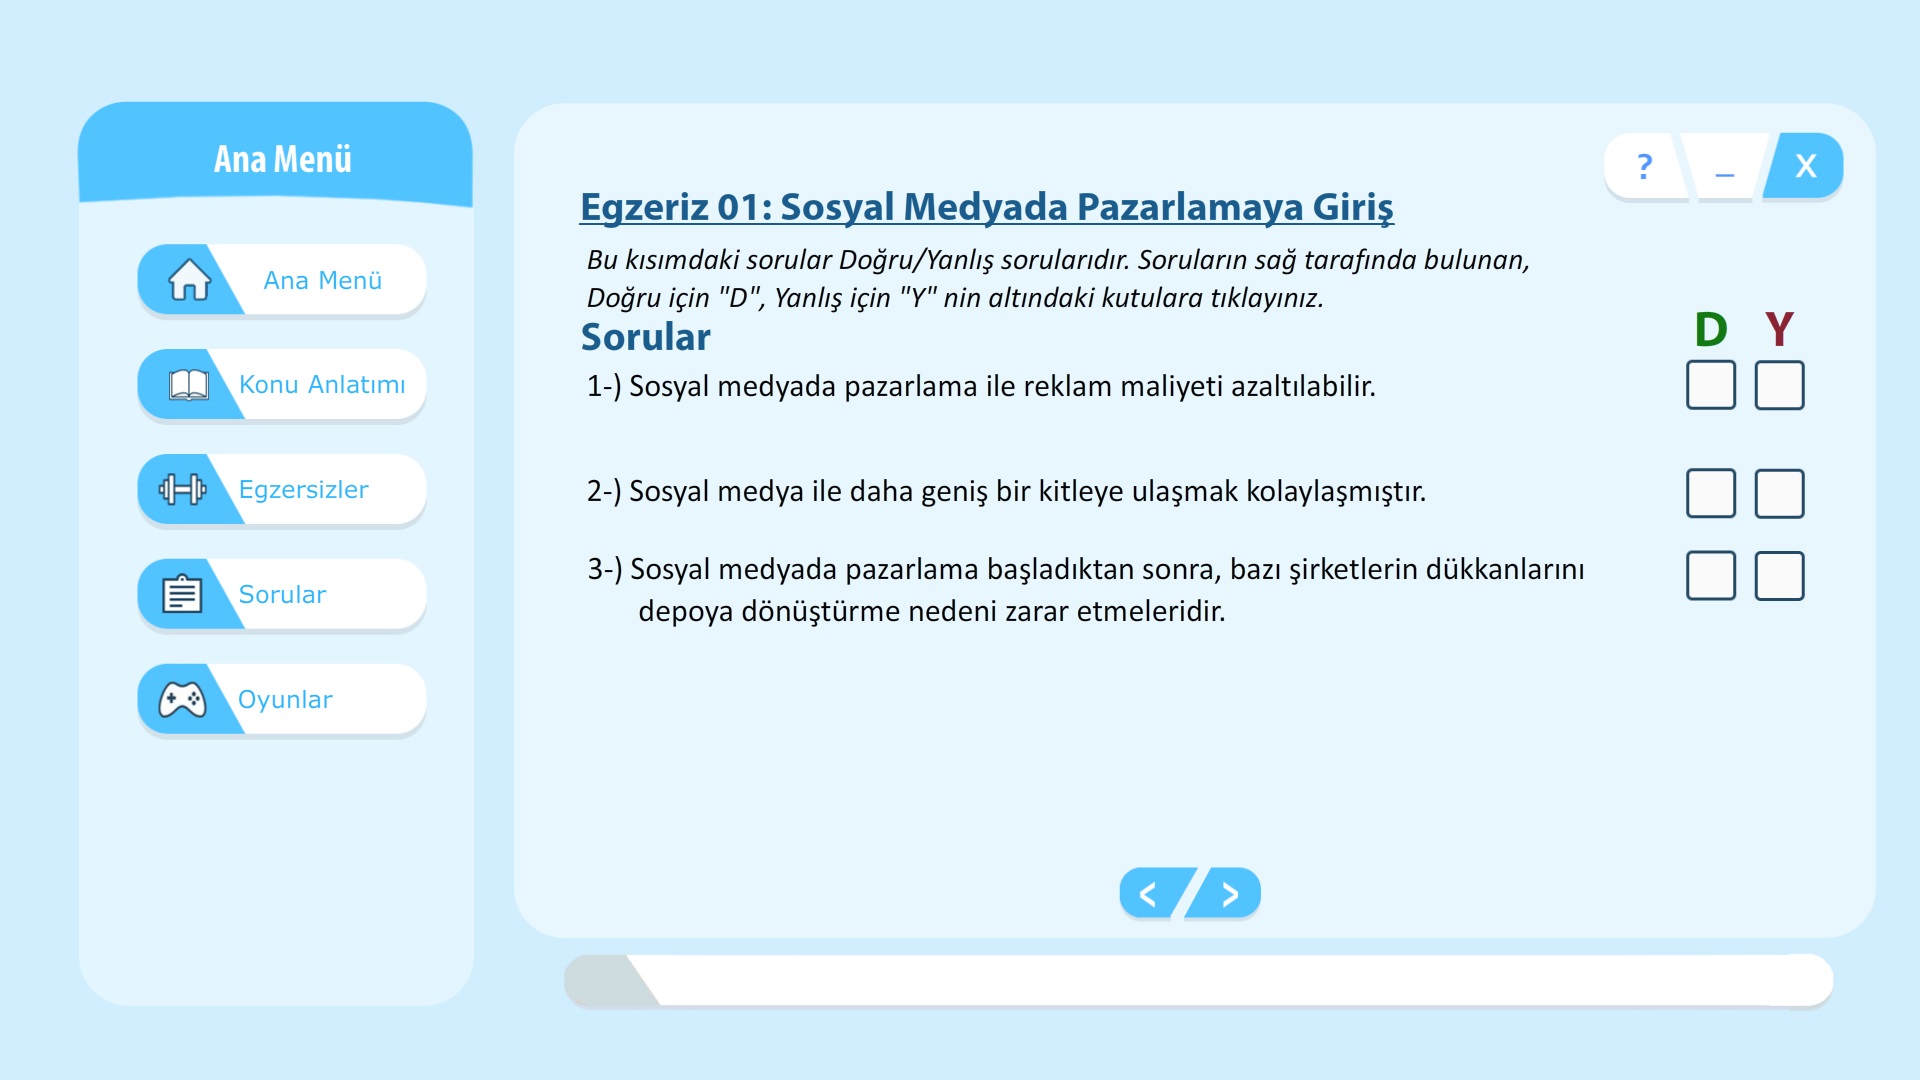 Ana Menü
Ana Menü
Konu Anlatımı
Egzersizler
Sorular
Oyunlar
? _ X
Egzeriz 01: Sosyal Medyada Pazarlamaya Giriş
Bu kısımdaki sorular Doğru/Yanlış sorularıdır. Soruların sağ tarafında bulunan,
Doğru için "D", Yanlış için "Y" nin altındaki kutulara tıklayınız.
Sorular
D Y
1-) Sosyal medyada pazarlama ile reklam maliyeti azaltılabilir.
2-) Sosyal medya ile daha geniş bir kitleye ulaşmak kolaylaşmıştır.
3-) Sosyal medyada pazarlama başladıktan sonra, bazı şirketlerin dükkanlarını
depoya dönüştürme nedeni zarar etmeleridir.
< >